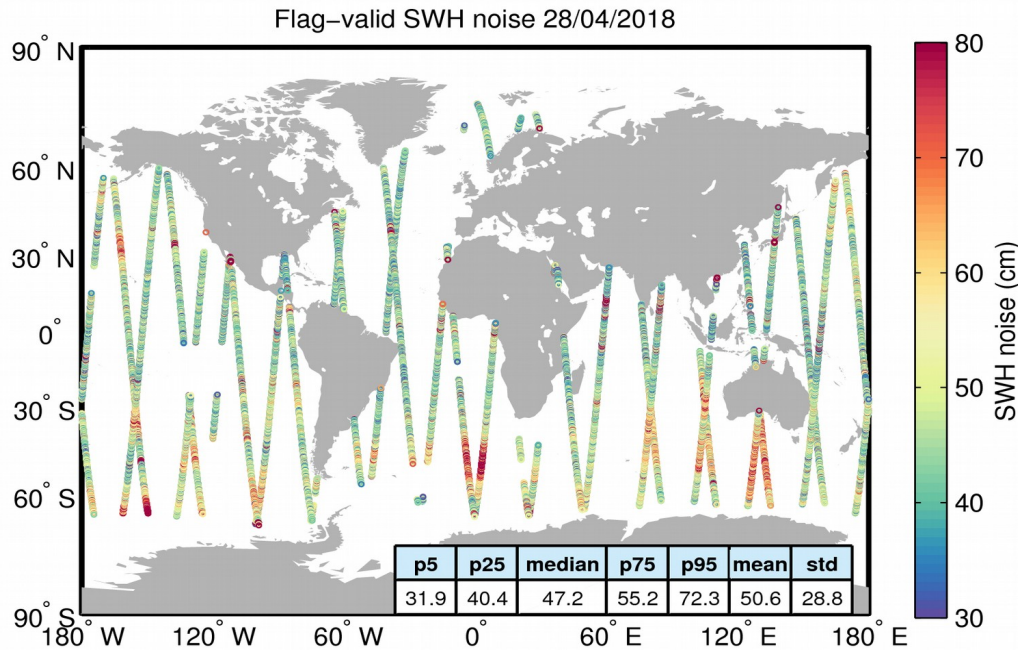 Flag-valid SWH noise 28/04/2018
90° N
60° N
30° N
0°
30° S
60° S
90° S
180° W
120° W
60° W
0°
60° E
120° E
180° E
p5 p25 median p75 p95 mean std
31.9 40.4 47.2 55.2 72.3 50.6 28.8
80
70
60
50
40
30
SWH noise (cm)